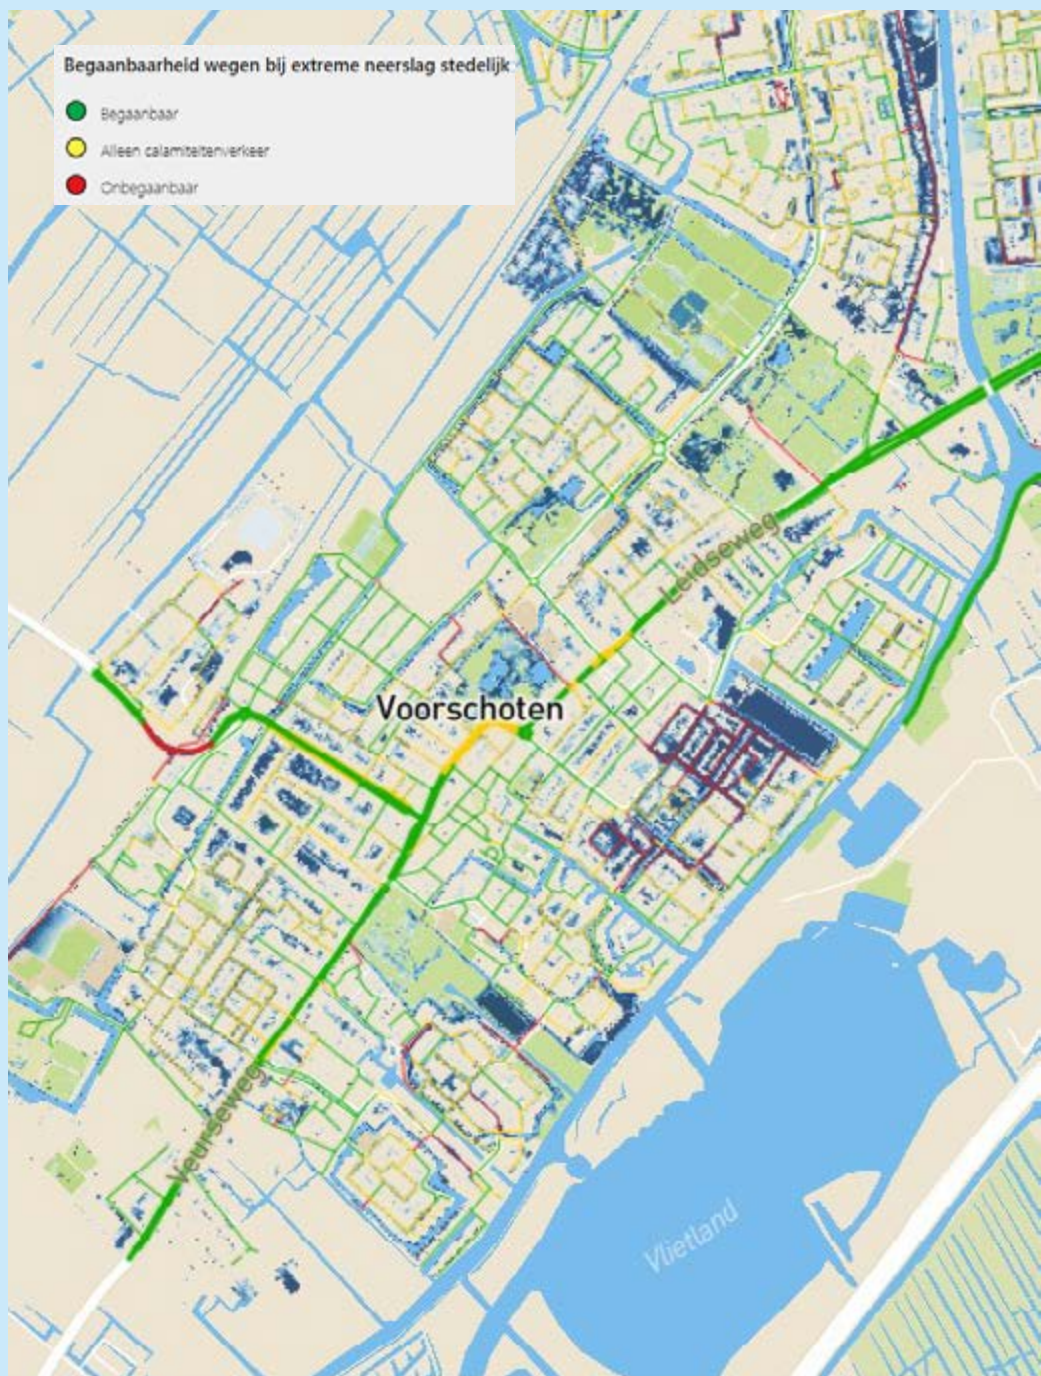 Begaanbaarheid wegen bij extreme neerslag stedelijk
Begaanbaar
Alleen calamiteitenverkeer
Onbegaanbaar
Leidseweg
Voorschoten
Veurseweg
Vlietland